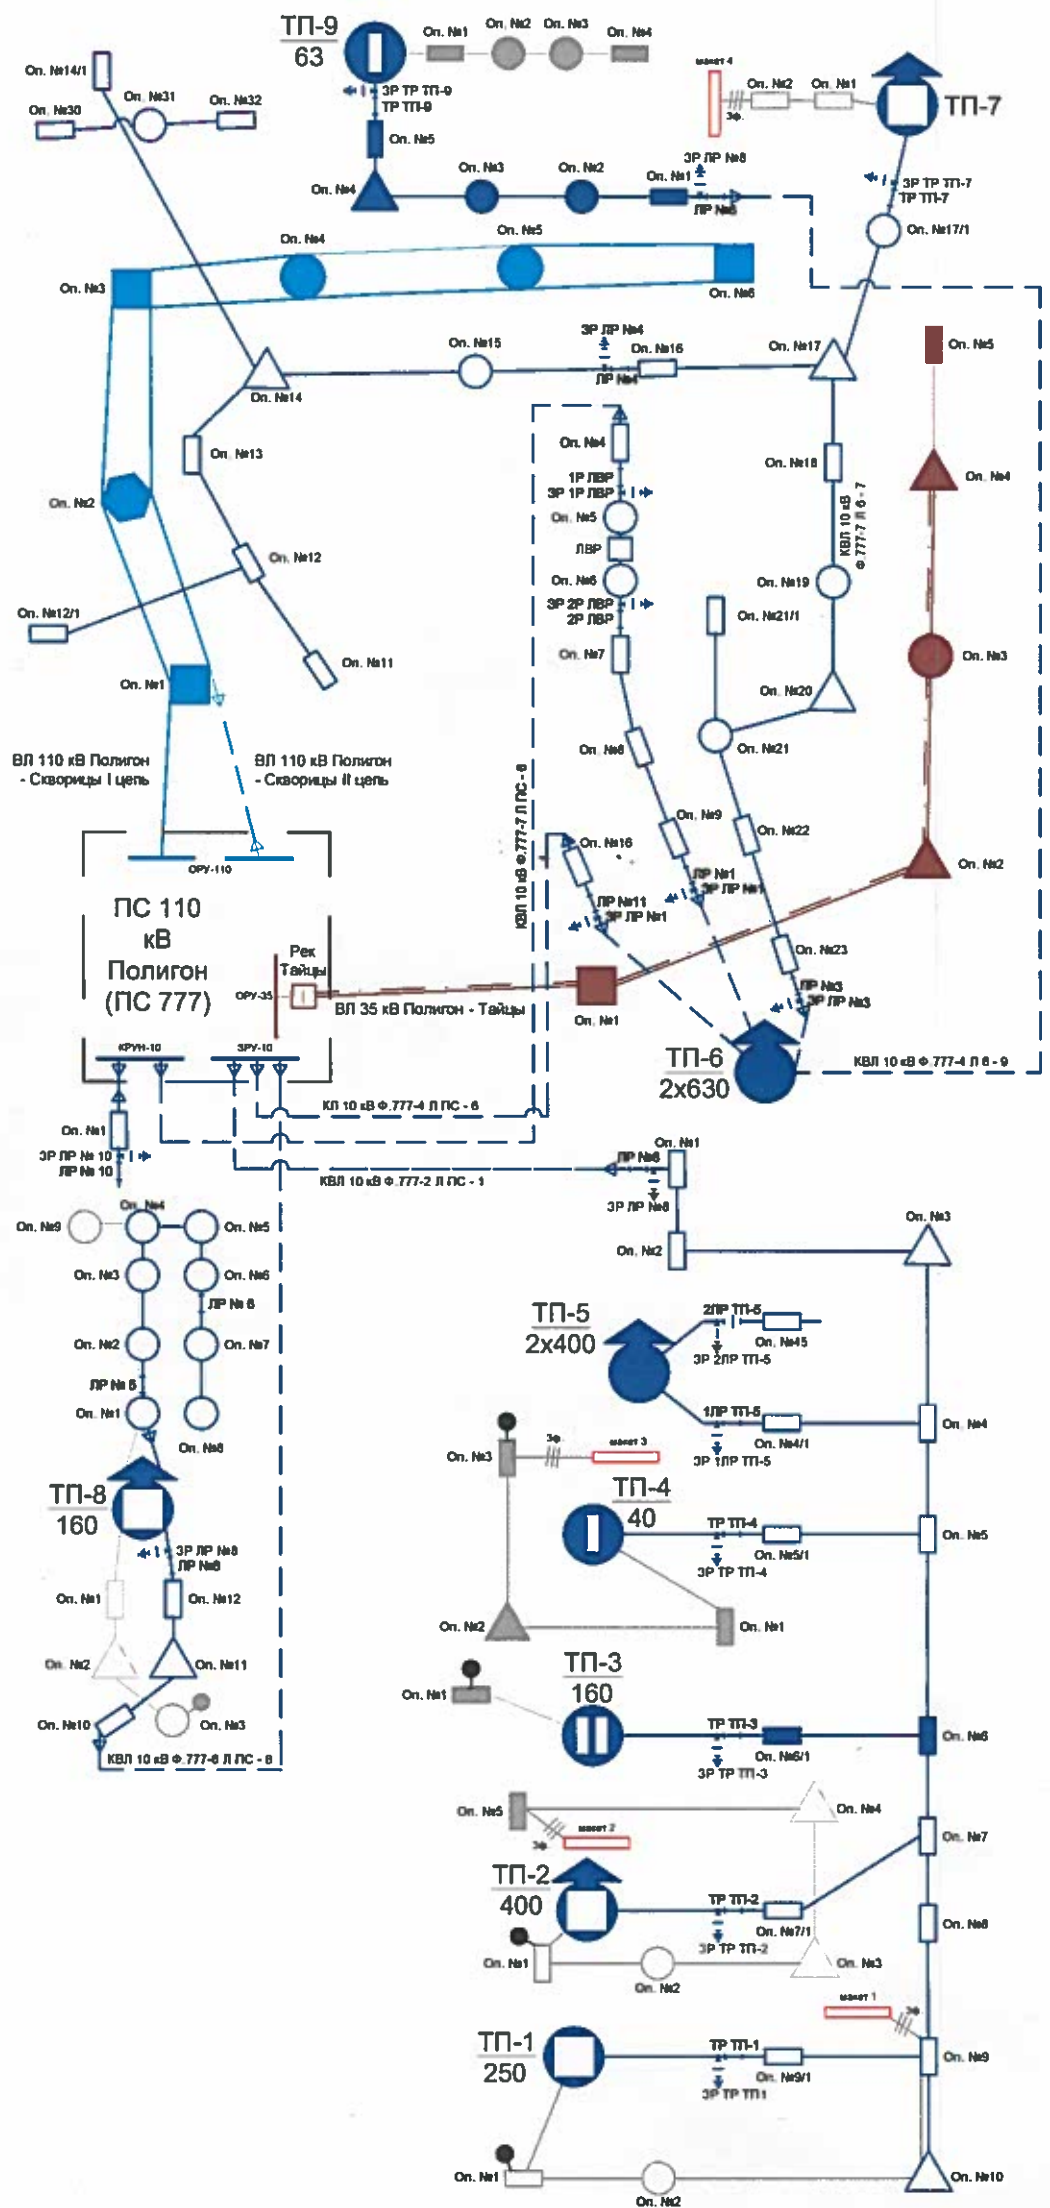 ТП-9
63
Оп. №1
Оп. №2
Оп. №3
Оп. №4
ЗР ТР ТП-9
ТР ТП-9
Оп. №5
Оп. №4
Оп. №3
Оп. №2
Оп. №1
ЗР ЛР №8
Оп. №14/1
Оп. №30
Оп. №31
Оп. №32
макет 4
3ф.
Оп. №2
Оп. №1
ТП-7
ЗР ТР ТП-7
ТР ТП-7
Оп. №17/1
Оп. №3
Оп. №4
Оп. №5
Оп. №6
Оп. №14
Оп. №15
ЗР ЛР №4
ЛР №4
Оп. №16
Оп. №17
Оп. №5
Оп. №13
Оп. №2
Оп. №12
Оп. №12/1
Оп. №11
Оп. №1
Оп. №4
1Р ЛВР
ЗР 1Р ЛВР
Оп. №5
ЛВР
Оп. №6
ЗР 2Р ЛВР
2Р ЛВР
Оп. №7
Оп. №8
Оп. №9
ЛР №1
ЗР ЛР №1
Оп. №18
КВЛ 10 кВ
Ф.777-7 Л 6 - 7
Оп. №19
Оп. №21/1
Оп. №20
Оп. №21
Оп. №22
Оп. №23
ЛР №3
ЗР ЛР №3
Оп. №4
Оп. №3
Оп. №2
ВЛ 110 кВ Полигон
- Скворицы I цепь
ВЛ 110 кВ Полигон
- Скворицы II цепь
ОРУ-110
ПС 110
кВ
Полигон
(ПС 777)
Рек
Тайцы
ОРУ-35
ВЛ 35 кВ Полигон - Тайцы
Оп. №1
Оп. №16
ЛР №11
ЗР ЛР №1
КВЛ 10 кВ Ф.777-7 Л ПС - 6
КРУН-10
ЗРУ-10
ТП-6
2x630
КВЛ 10 кВ Ф.777-4 Л 6 - 9
КЛ 10 кВ Ф.777-4 Л ПС - 6
КВЛ 10 кВ Ф.777-2 Л ПС - 1
Оп. №1
ЗР ЛР № 10
ЛР № 10
Оп. №9
Оп. №4
Оп. №5
Оп. №3
Оп. №6
Оп. №2
Оп. №7
Оп. №1
Оп. №8
ТП-8
160
ЗР ЛР №8
ЛР №8
Оп. №1
Оп. №12
Оп. №2
Оп. №11
Оп. №10
Оп. №3
КВЛ 10 кВ Ф.777-6 Л ПС - 8
Оп. №1
ЗР ЛР №6
Оп. №2
Оп. №3
ТП-5
2x400
2ЛР ТП-5
Оп. №45
ЗР 2ЛР ТП-5
1ЛР ТП-5
Оп. №4/1
ЗР 1ЛР ТП-5
Оп. №4
Оп. №3
3ф.
макет 3
ТП-4
40
ТР ТП-4
Оп. №5/1
ЗР ТР ТП-4
Оп. №5
Оп. №2
Оп. №1
ТП-3
160
Оп. №1
ТР ТП-3
Оп. №6/1
ЗР ТР ТП-3
Оп. №6
Оп. №5
макет 2
3ф.
Оп. №4
Оп. №7
ТП-2
400
ТР ТП-2
Оп. №7/1
ЗР ТР ТП-2
Оп. №8
Оп. №1
Оп. №2
Оп. №3
макет 1
3ф.
ТП-1
250
ТР ТП-1
Оп. №9/1
ЗР ТР ТП1
Оп. №9
Оп. №1
Оп. №2
Оп. №10